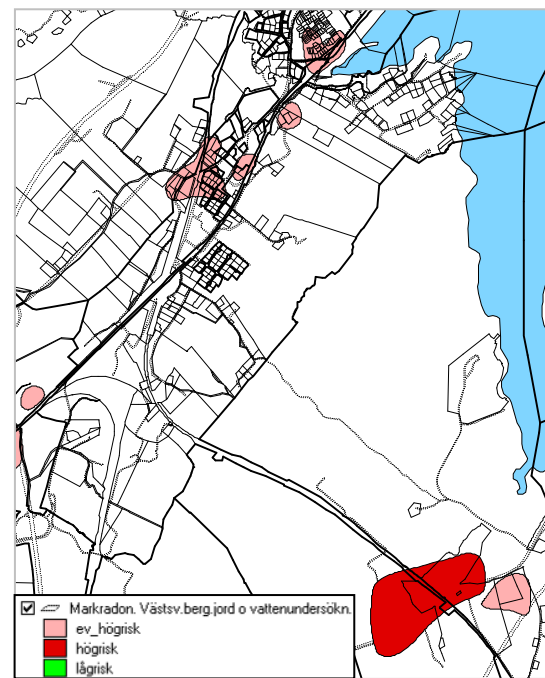 Markradon. Västsv.berg.jord o vattenundersökn.
ev_högrisk
högrisk
lågrisk